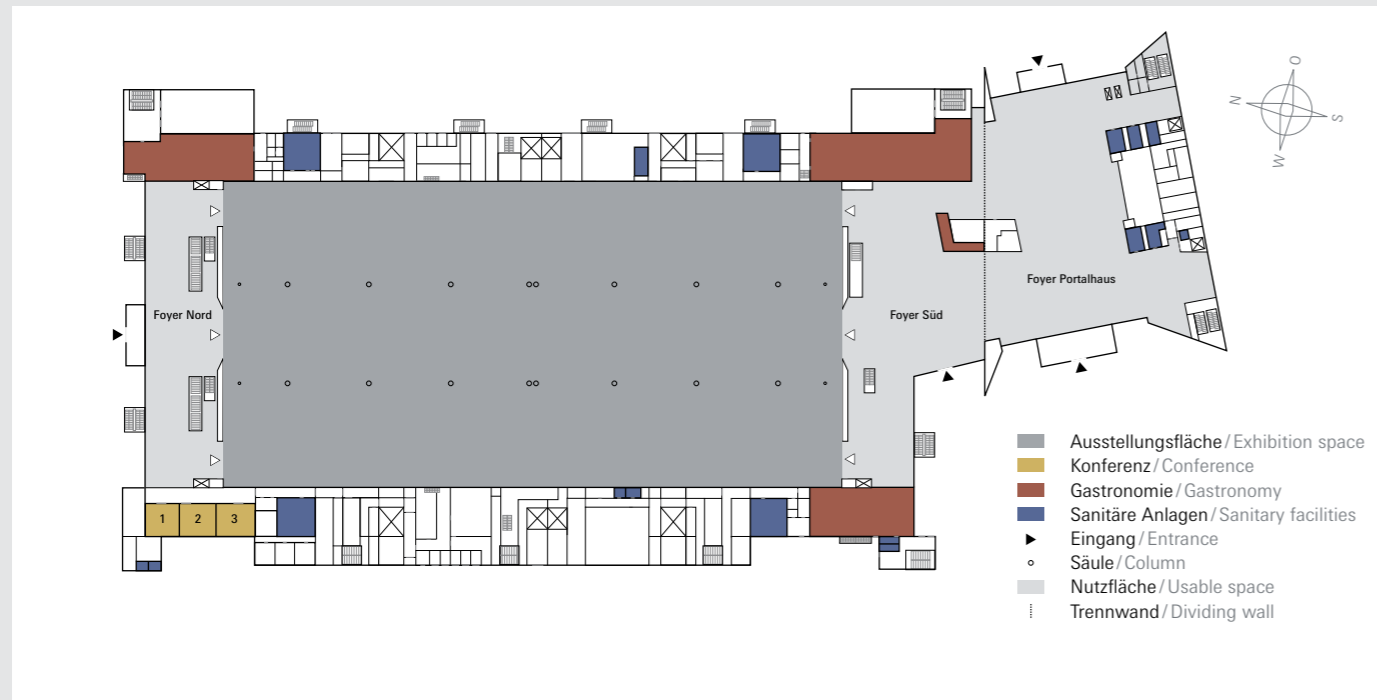 O
N
S
W
Foyer Nord
Foyer Süd
Foyer Portalhaus
1 2 3
Ausstellungsfläche / Exhibition space
Konferenz / Conference
Gastronomie / Gastronomy
Sanitäre Anlagen / Sanitary facilities
Eingang / Entrance
Säule / Column
Nutzfläche / Usable space
Trennwand / Dividing wall